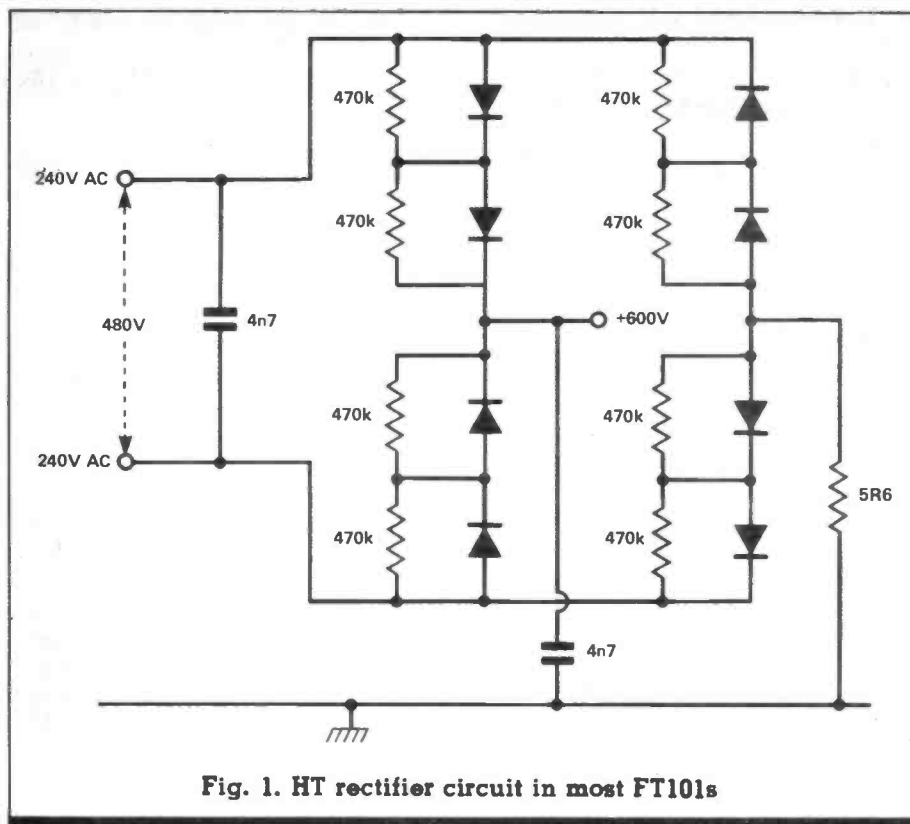 470k
470k
240V AC
470k
470k
480V
4n7
+600V
240V AC
470k
470k
5R6
470k
470k
4n7
Fig. 1. HT rectifier circuit in most FT101s